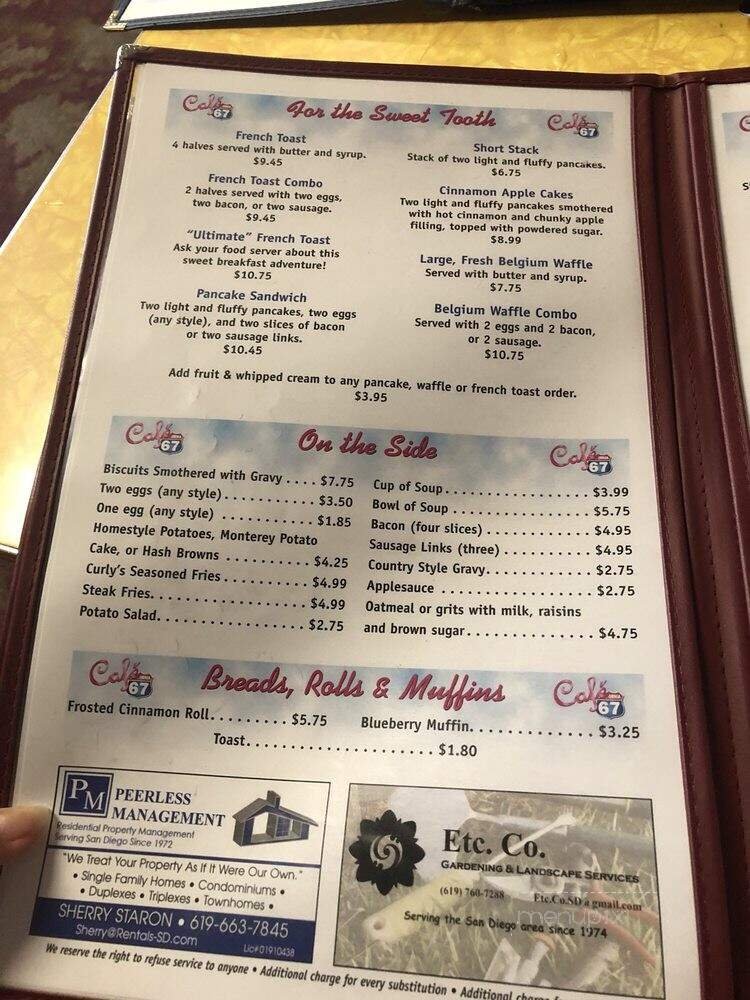 Café 67
For the Sweet Tooth
Café 67
French Toast
4 halves served with butter and syrup.
$9.45
French Toast Combo
2 halves served with two eggs,
two bacon, or two sausage.
$9.45
"Ultimate" French Toast
Ask your food server about this
sweet breakfast adventure!
$10.75
Pancake Sandwich
Two light and fluffy pancakes, two eggs
(any style), and two slices of bacon
or two sausage links.
$10.45
Short Stack
Stack of two light and fluffy pancakes.
$6.75
Cinnamon Apple Cakes
Two light and fluffy pancakes smothered
with hot cinnamon and chunky apple
filling, topped with powdered sugar.
$8.99
Large, Fresh Belgium Waffle
Served with butter and syrup.
$7.75
Belgium Waffle Combo
Served with 2 eggs and 2 bacon,
or 2 sausage.
$10.75
Add fruit & whipped cream to any pancake, waffle or french toast order.
$3.95
Café 67
On the Side
Café 67
Biscuits Smothered with Gravy .... $7.75
Two eggs (any style)............ $3.50
One egg (any style) ............ $1.85
Homestyle Potatoes, Monterey Potato
Cake, or Hash Browns .......... $4.25
Curly's Seasoned Fries .......... $4.99
Steak Fries.................... $4.99
Potato Salad................... $2.75
Cup of Soup................... $3.99
Bowl of Soup .................. $5.75
Bacon (four slices) .............. $4.95
Sausage Links (three) ........... $4.95
Country Style Gravy............. $2.75
Applesauce .................... $2.75
Oatmeal or grits with milk, raisins
and brown sugar................ $4.75
Café 67
Breads, Rolls & Muffins
Café 67
Frosted Cinnamon Roll......... $5.75
Blueberry Muffin................ $3.25
Toast........................ $1.80
PM PEERLESS
MANAGEMENT
Residential Property Management
Serving San Diego Since 1972
"We Treat Your Property As If It Were Our Own."
• Single Family Homes • Condominiums •
• Duplexes • Triplexes • Townhomes •
SHERRY STARON • 619-663-7845
Sherry@Rentals-SD.com
Lic#01910438
Etc. Co.
GARDENING & LANDSCAPE SERVICES
(619) 760-7288
Etc.Co.SD@gmail.com
Serving the San Diego area since 1974
menupix
We reserve the right to refuse service to anyone • Additional charge for every substitution • Additional